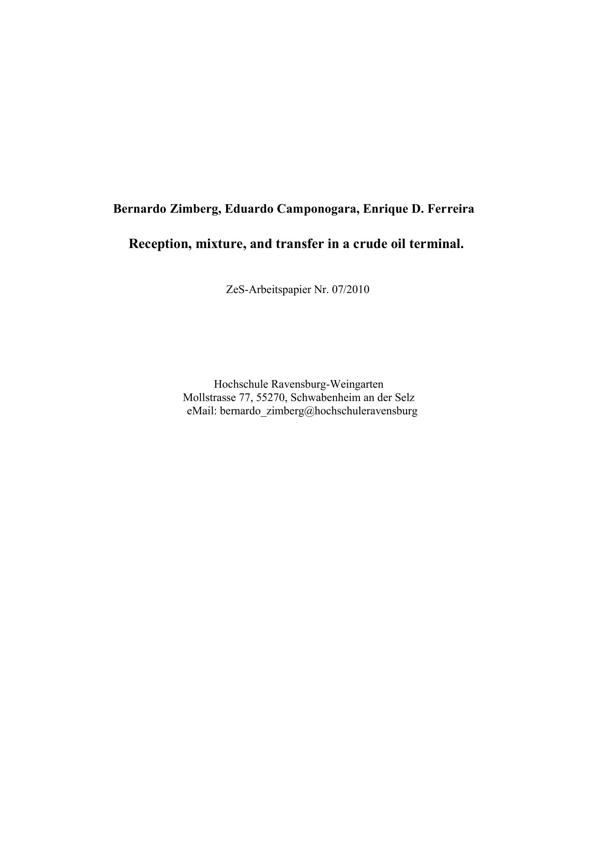 Bernardo Zimberg, Eduardo Camponogara, Enrique D. Ferreira
Reception, mixture, and transfer in a crude oil terminal.
ZeS-Arbeitspapier Nr. 07/2010
Hochschule Ravensburg-Weingarten
Mollstrasse 77, 55270, Schwabenheim an der Selz
eMail: bernardo_zimberg@hochschuleravensburg